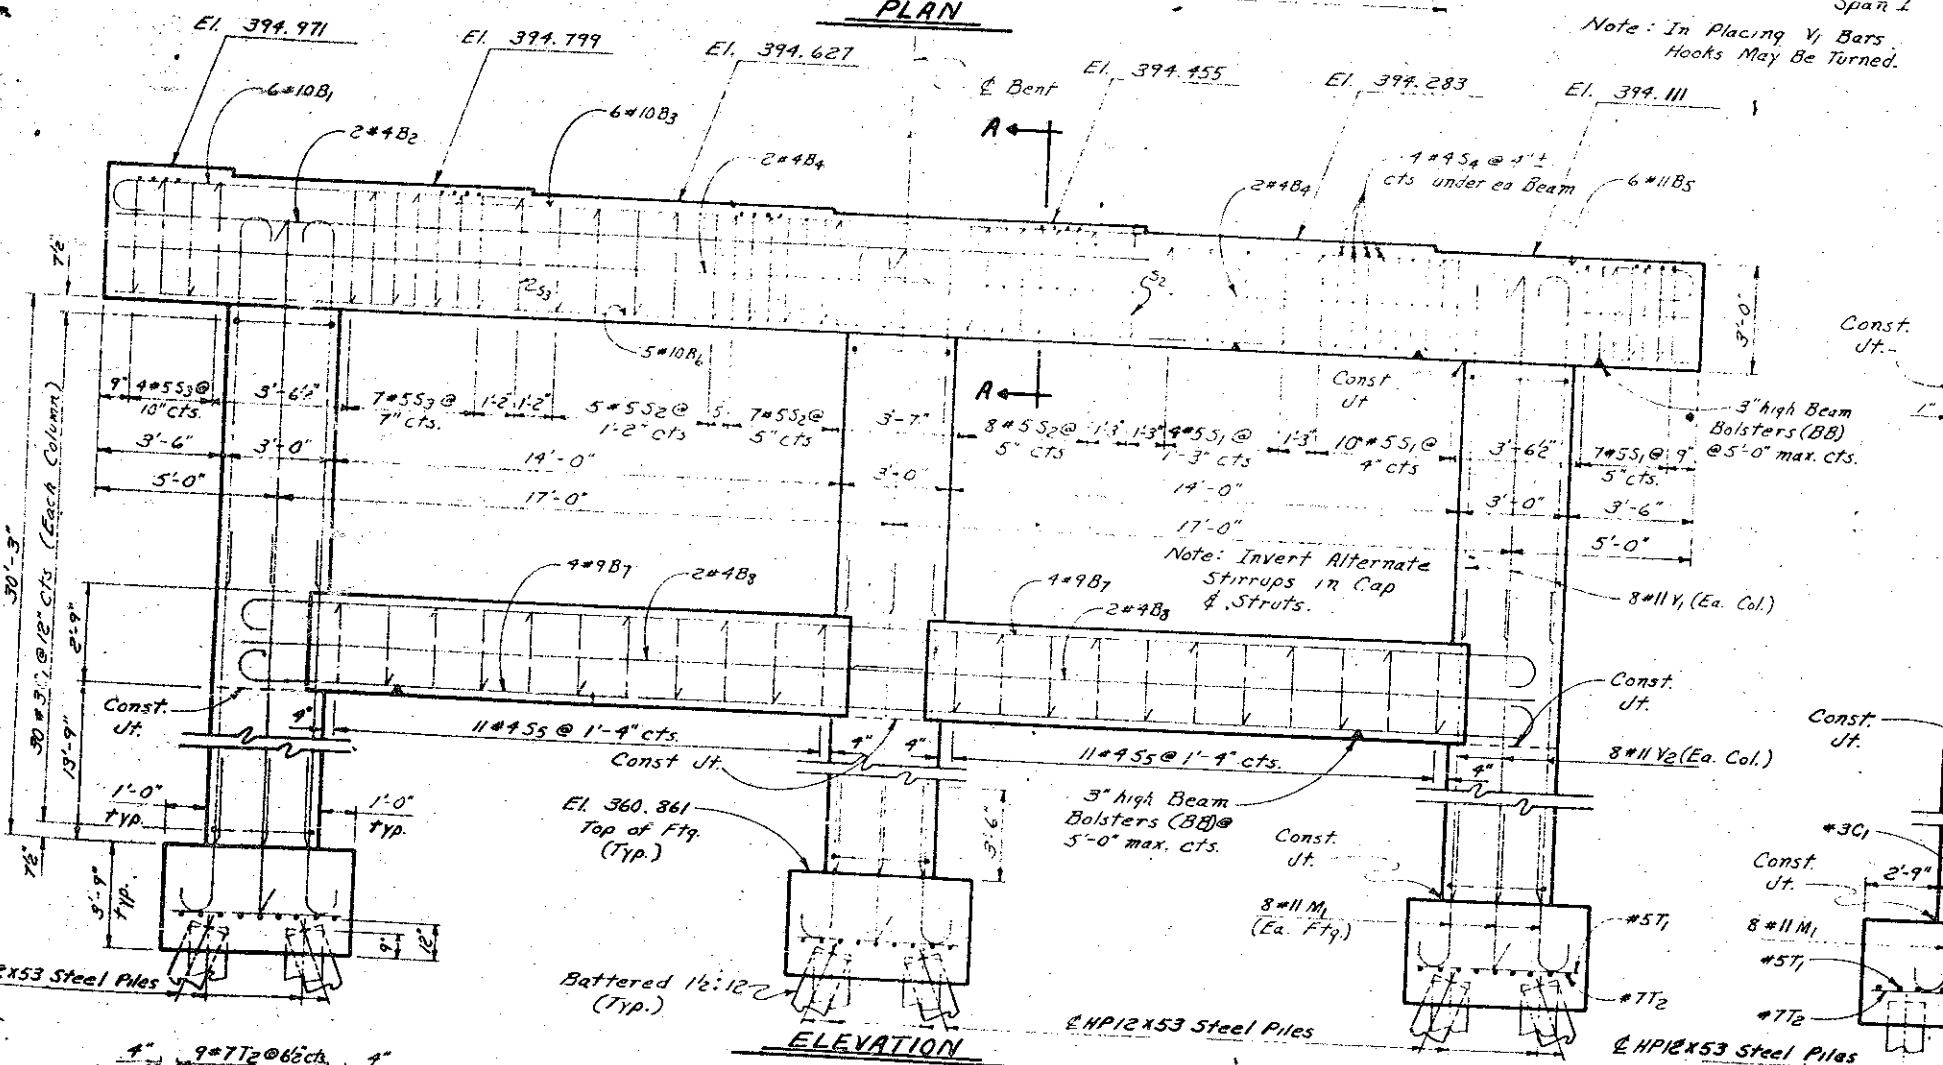 PLAN
Span 1
Note: In Placing V1 Bars
Hooks May Be Turned.
El. 394.971
El. 394.799
El. 394.627
El. 394.455
El. 394.283
El. 394.111
¢ Bent
A
6#10B1
2#4B2
6#10B3
2#4B4
4#4S4 @ 4"±
cts under ea Beam
2#4B4
6#11B5
7½"
S3
S2
3'-0"
5#10B6
Const.
Jt.
9"
4#5S3@
10"cts.
3'-6½"
7#5S3@
7"cts.
1'-2"
1'-2"
5#5S2@
1'-2"cts
5
7#5S2@
5"cts
3'-7"
A
8#5S2@
5"cts
1'-3"
1'-3"
4#5S1@
1'-3"cts
1'-3"
10#5S1@
4"cts
Const
Jt
3'-6½"
7#5S1@
5"cts.
9"
3"high Beam
Bolsters(BB)
@5'-0"max.cts.
1"
3'-6"
3'-0"
14'-0"
3'-0"
14'-0"
3'-0"
3'-6"
5'-0"
17'-0"
17'-0"
5'-0"
30'-3"
30#3C1@12"cts (Each Column)
2'-9"
13'-9"
Note: Invert Alternate
Stirrups in Cap
& Struts.
4#9B7
2#4B8
4#9B7
2#4B8
8#11V1(Ea. Col.)
Const.
Jt.
Const.
Jt.
Const.
Jt.
4"
11#4S5 @ 1'-4"cts.
4"
4"
11#4S5@1'-4"cts.
4"
8#11V2(Ea. Col.)
Const Jt.
1'-0"
typ.
1'-0"
typ.
El. 360.861
Top of Ftg.
(Typ.)
3'-6"
3"high Beam
Bolsters (BB)@
5'-0"max. cts.
Const.
Jt.
#3C1
Const.
Jt.
2'-9"
7½"
3'-9"
typ.
9"
12"
8#11M1
(Ea. Ftg.)
#5T1
#7T2
8#11M1
#5T1
#7T2
2X53 Steel Piles
Battered 1½:12
(Typ.)
¢HP12X53 Steel Piles
¢HP12X53 Steel Piles
ELEVATION
4"
9#7T2@6½cts.
4"